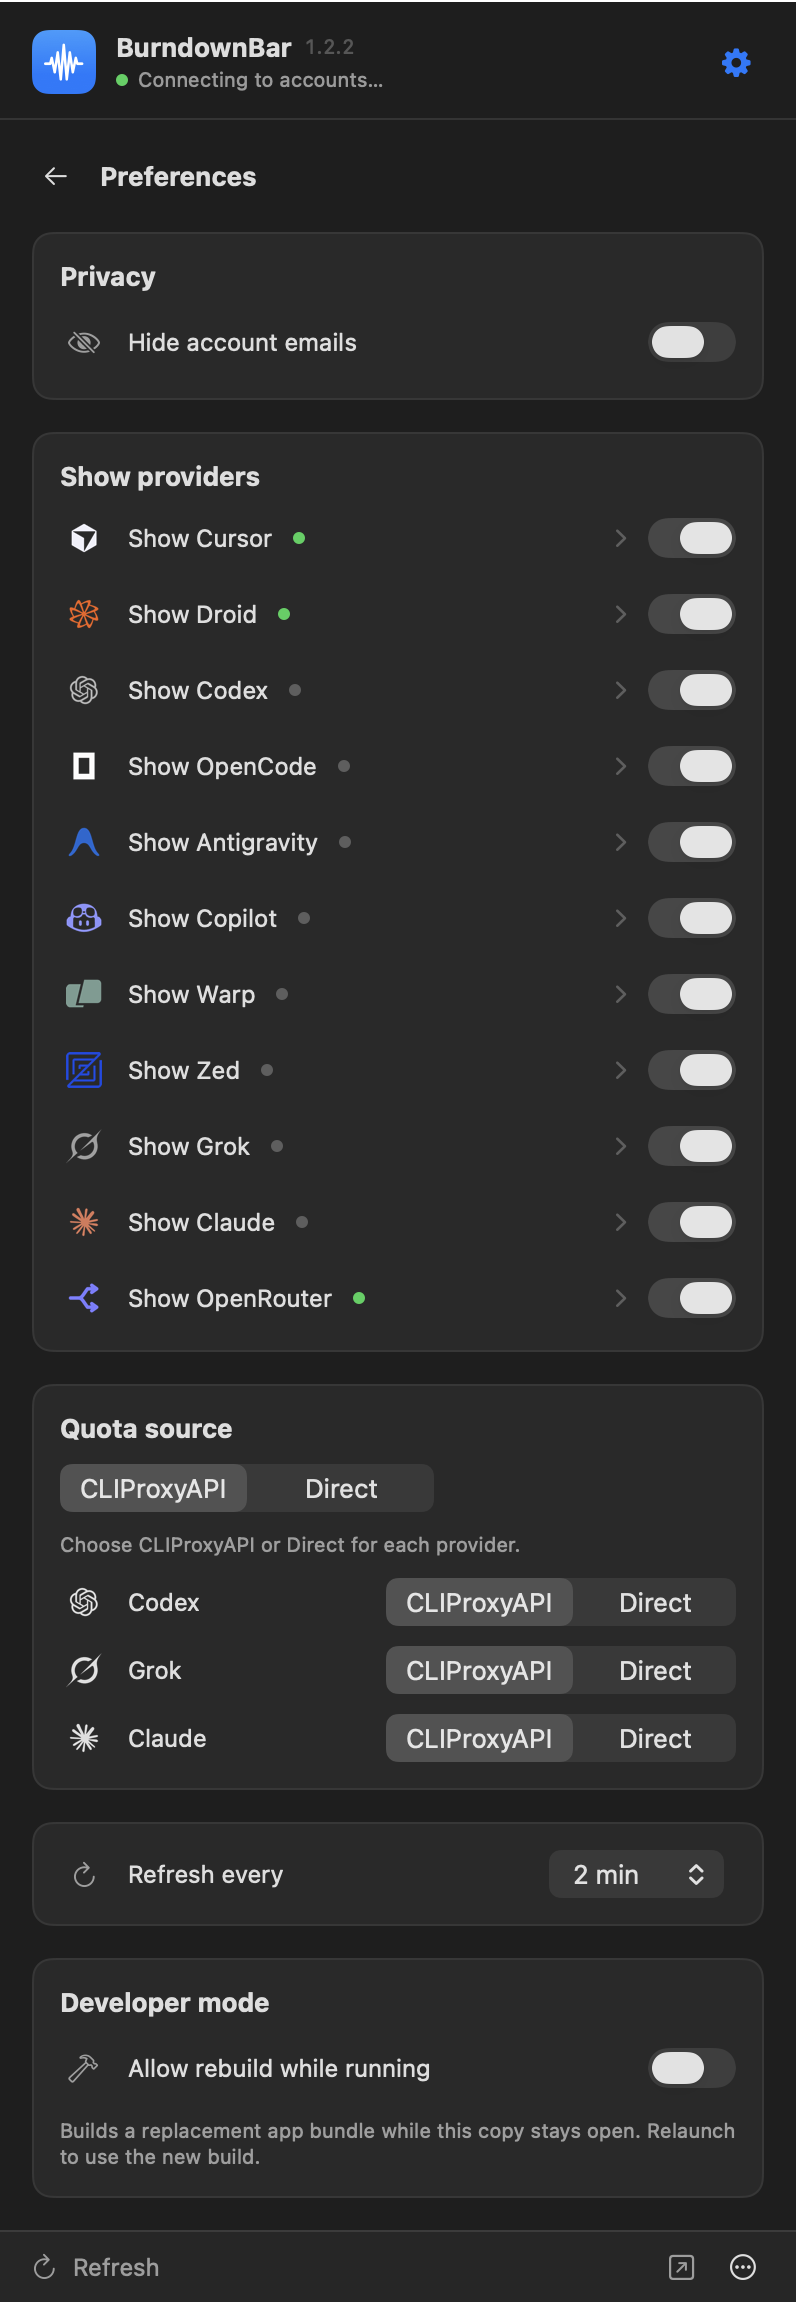 BurndownBar 1.2.2
Connecting to accounts...
Preferences
Privacy
Hide account emails
Show providers
Show Cursor
Show Droid
Show Codex
Show OpenCode
Show Antigravity
Show Copilot
Show Warp
Show Zed
Show Grok
Show Claude
Show OpenRouter
Quota source
CLIProxyAPI Direct
Choose CLIProxyAPI or Direct for each provider.
Codex CLIProxyAPI Direct
Grok CLIProxyAPI Direct
Claude CLIProxyAPI Direct
Refresh every 2 min
Developer mode
Allow rebuild while running
Builds a replacement app bundle while this copy stays open. Relaunch
to use the new build.
Refresh